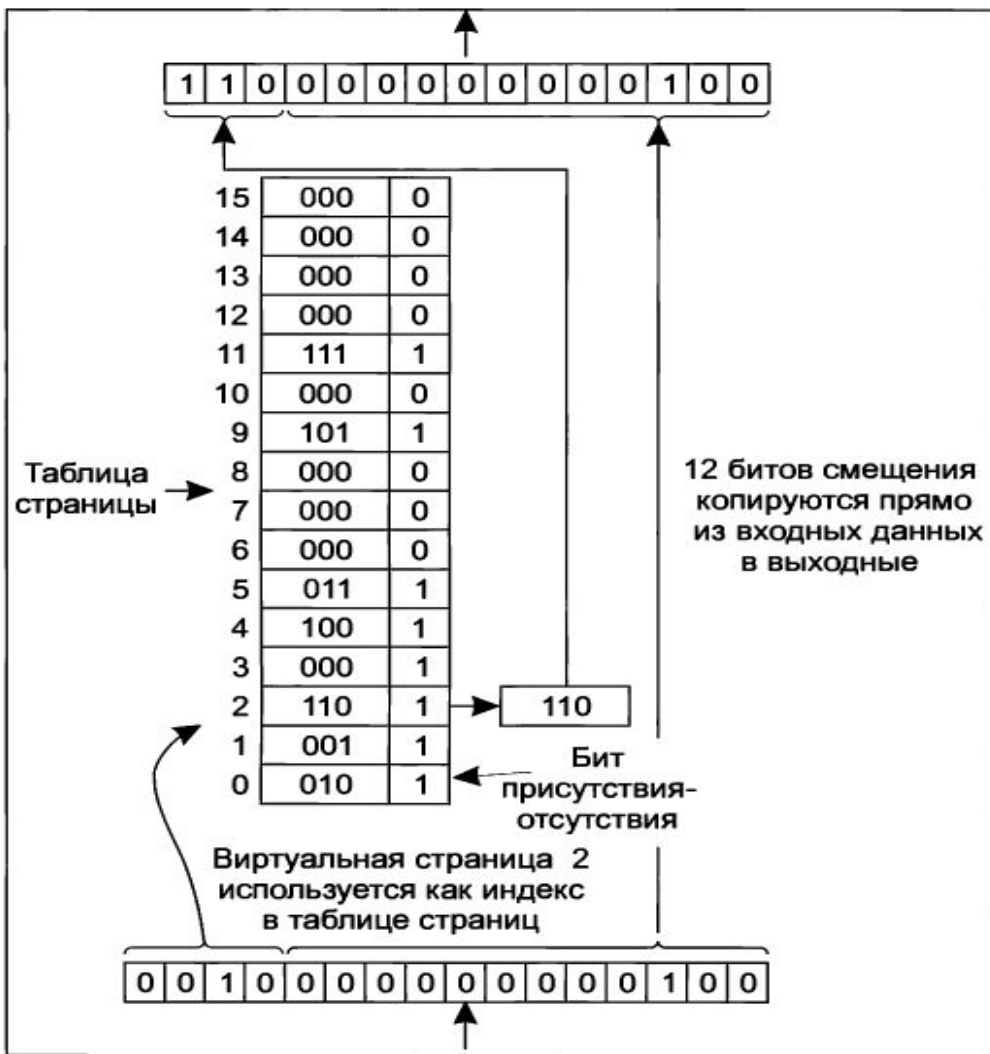 1 1 0 0 0 0 0 0 0 0 0 0 1 0 0
15 000 0
14 000 0
13 000 0
12 000 0
11 111 1
10 000 0
9 101 1
8 000 0
7 000 0
6 000 0
5 011 1
4 100 1
3 000 1
2 110 1 110
1 001 1
0 010 1
Таблица
страницы
12 битов смещения
копируются прямо
из входных данных
в выходные
Бит
присутствия-
отсутствия
Виртуальная страница 2
используется как индекс
в таблице страниц
0 0 1 0 0 0 0 0 0 0 0 0 0 1 0 0